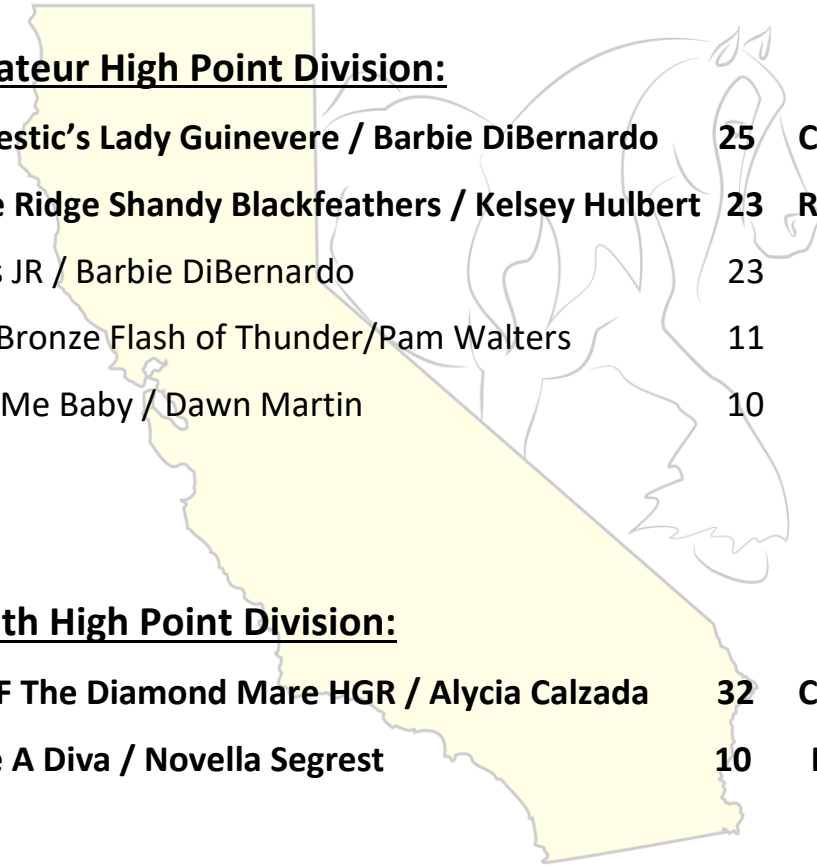 ateur High Point Division:
estic’s Lady Guinevere / Barbie DiBernardo 25 C
e Ridge Shandy Blackfeathers / Kelsey Hulbert 23 R
s JR / Barbie DiBernardo 23
Bronze Flash of Thunder/Pam Walters 11
Me Baby / Dawn Martin 10
th High Point Division:
F The Diamond Mare HGR / Alycia Calzada 32 C
e A Diva / Novella Segrest 10